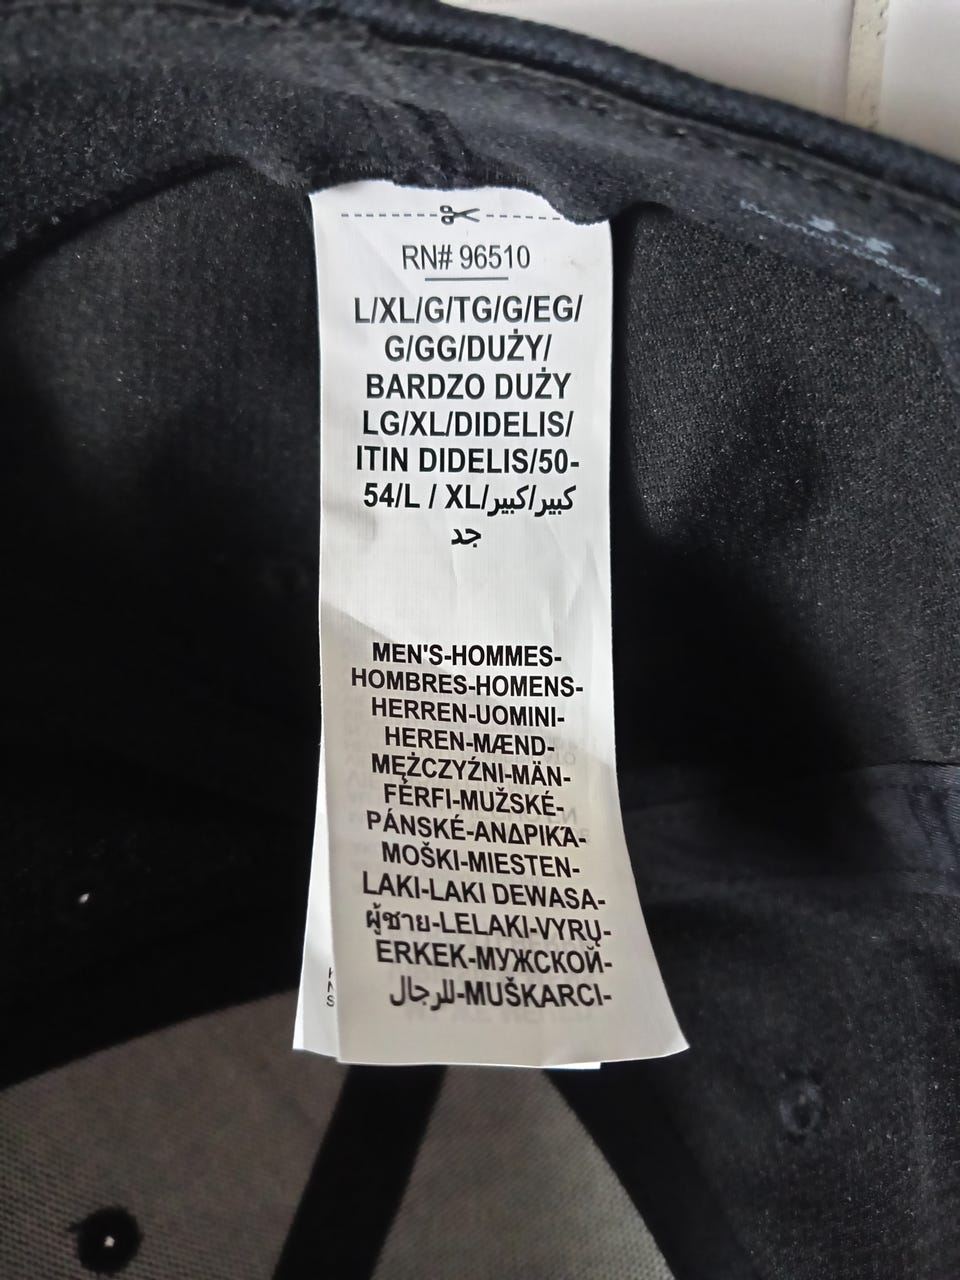 RN# 96510
L/XL/G/TG/G/EG/
G/GG/DUŻY/
BARDZO DUŻY
LG/XL/DIDELIS/
ITIN DIDELIS/50-
54/L / XL/كبير/كبير
جد
MEN'S-HOMMES-
HOMBRES-HOMENS-
HERREN-UOMINI-
HEREN-MÆND-
MĘŻCZYŹNI-MÄN-
FÉRFI-MUŽSKÉ-
PÁNSKÉ-ΑΝΔΡΙΚΆ-
MOŠKI-MIESTEN-
LAKI-LAKI DEWASA-
ผู้ชาย-LELAKI-VYRŲ-
ERKEK-МУЖСКОЙ-
للرجال-MUŠKARCI-